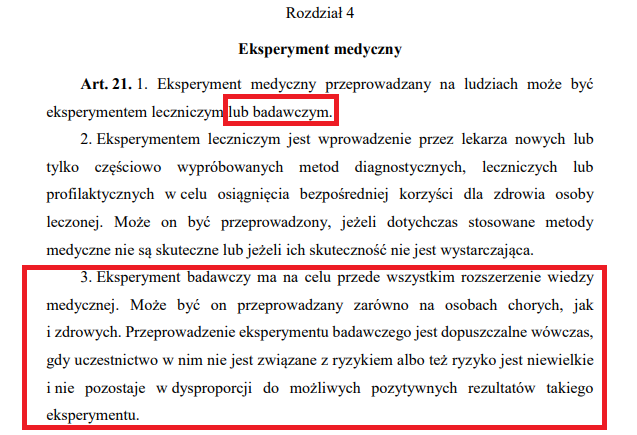 Rozdział 4
Eksperyment medyczny
Art. 21. 1. Eksperyment medyczny przeprowadzany na ludziach może być
eksperymentem leczniczym lub badawczym.
2. Eksperymentem leczniczym jest wprowadzenie przez lekarza nowych lub
tylko częściowo wypróbowanych metod diagnostycznych, leczniczych lub
profilaktycznych w celu osiągnięcia bezpośredniej korzyści dla zdrowia osoby
leczonej. Może on być przeprowadzony, jeżeli dotychczas stosowane metody
medyczne nie są skuteczne lub jeżeli ich skuteczność nie jest wystarczająca.
3. Eksperyment badawczy ma na celu przede wszystkim rozszerzenie wiedzy
medycznej. Może być on przeprowadzany zarówno na osobach chorych, jak
i zdrowych. Przeprowadzenie eksperymentu badawczego jest dopuszczalne wówczas,
gdy uczestnictwo w nim nie jest związane z ryzykiem albo też ryzyko jest niewielkie
i nie pozostaje w dysproporcji do możliwych pozytywnych rezultatów takiego
eksperymentu.